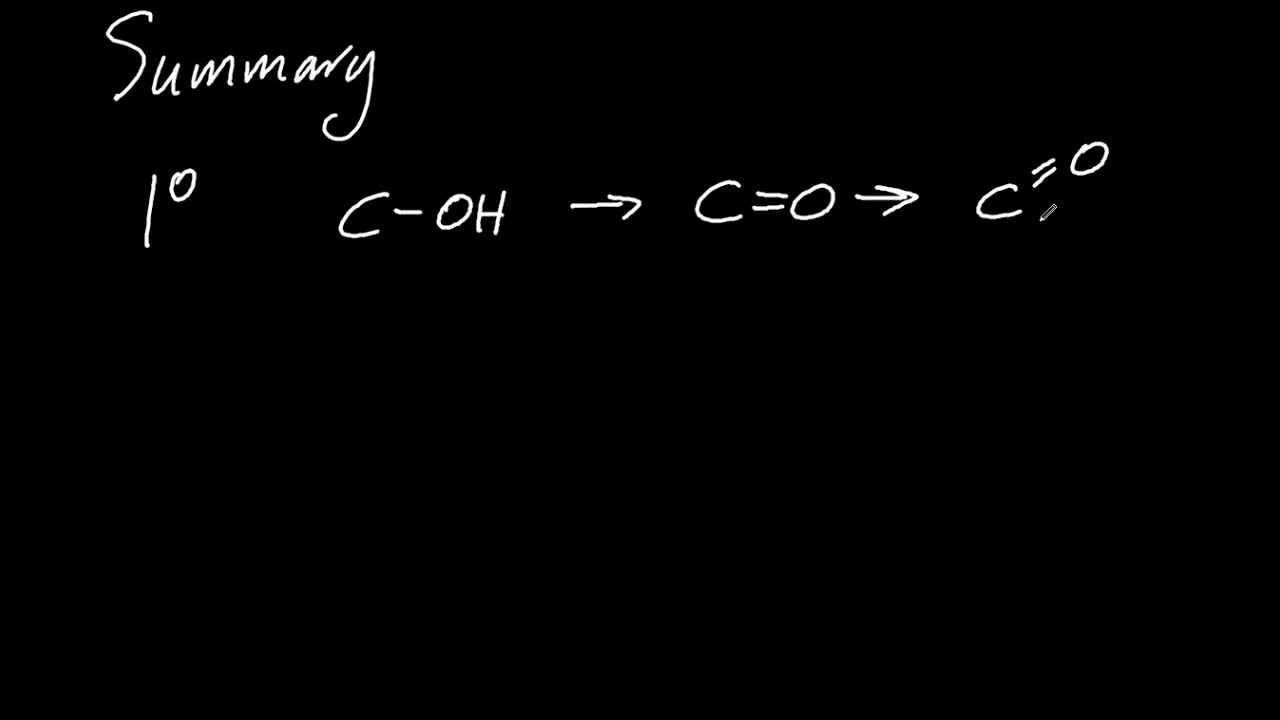 Summary
1° C-OH → C=O → C=O